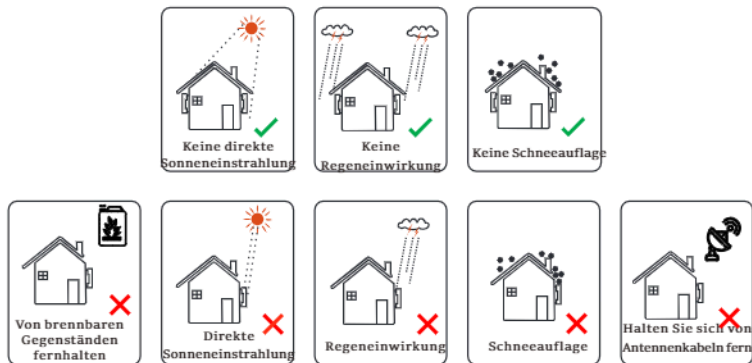 Keine direkte
Sonneneinstrahlung
Keine
Regeneinwirkung
Keine Schneeauflage
Von brennbaren
Gegenständen
fernhalten
Direkte
Sonneneinstrahlung
Regeneinwirkung
Schneeauflage
Halten Sie sich von
Antennenkabeln fern